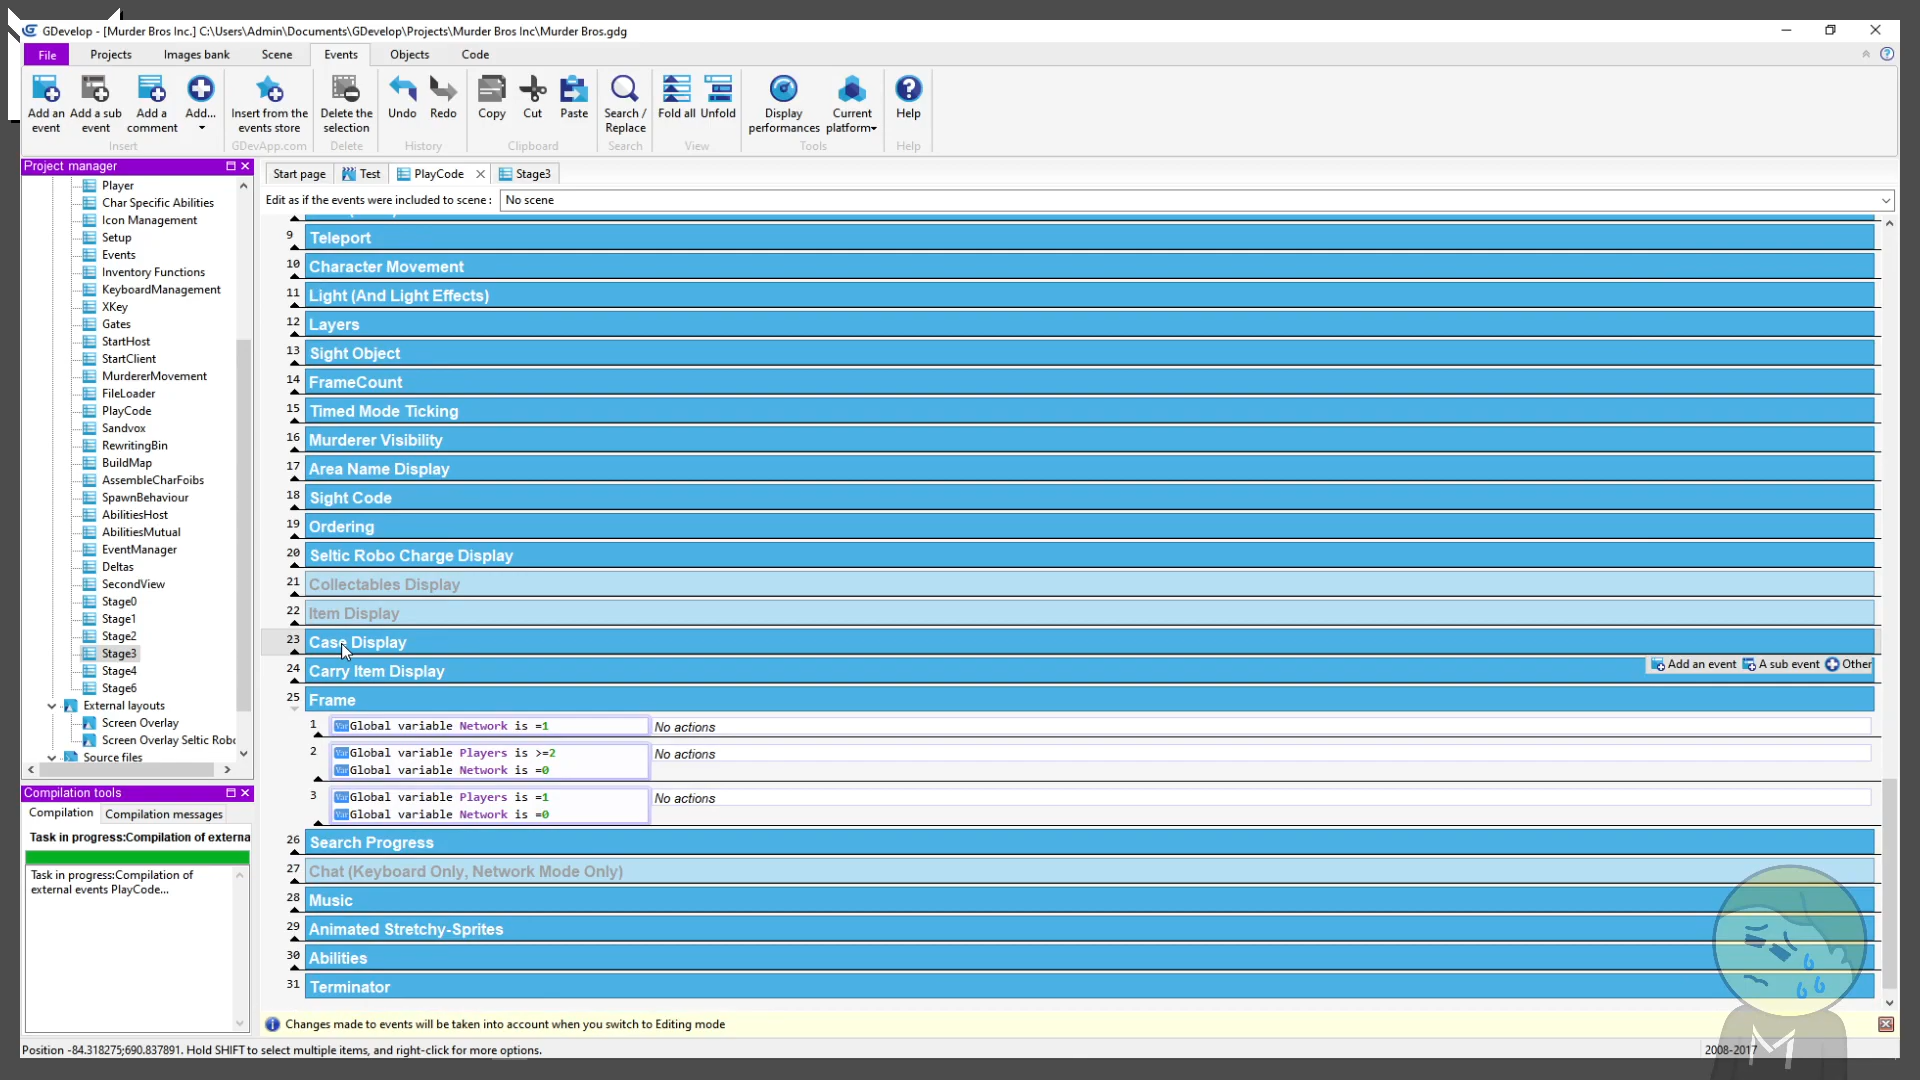 GDevelop - [Murder Bros Inc.] C:\Users\Admin\Documents\GDevelop\Projects\Murder Bros Inc\Murder Bros.gdg
File Projects Images bank Scene Events Objects Code
Add an event
Add a sub event
Add a comment
Add...
Insert from the events store
Delete the selection
Undo
Redo
Copy
Cut
Paste
Search / Replace
Fold all
Unfold
Display performances
Current platform
Help
Insert GDevApp.com Delete History Clipboard Search View Tools Help
Project manager
Player
Char Specific Abilities
Icon Management
Setup
Events
Inventory Functions
KeyboardManagement
XKey
Gates
StartHost
StartClient
MurdererMovement
FileLoader
PlayCode
Sandvox
RewritingBin
BuildMap
AssembleCharFoibs
SpawnBehaviour
AbilitiesHost
AbilitiesMutual
EventManager
Deltas
SecondView
Stage0
Stage1
Stage2
Stage3
Stage4
Stage6
External layouts
Screen Overlay
Screen Overlay Seltic Robo
Source files
Compilation tools
Compilation Compilation messages
Task in progress:Compilation of externa
Task in progress:Compilation of
external events PlayCode...
Start page Test PlayCode Stage3
Edit as if the events were included to scene : No scene
9 Teleport
10 Character Movement
11 Light (And Light Effects)
12 Layers
13 Sight Object
14 FrameCount
15 Timed Mode Ticking
16 Murderer Visibility
17 Area Name Display
18 Sight Code
19 Ordering
20 Seltic Robo Charge Display
21 Collectables Display
22 Item Display
23 Case Display
24 Carry Item Display
Add an event A sub event Other
25 Frame
1 Var Global variable Network is =1 No actions
2 Var Global variable Players is >=2 No actions
Var Global variable Network is =0
3 Var Global variable Players is =1 No actions
Var Global variable Network is =0
26 Search Progress
27 Chat (Keyboard Only, Network Mode Only)
28 Music
29 Animated Stretchy-Sprites
30 Abilities
31 Terminator
Changes made to events will be taken into account when you switch to Editing mode
Position -84.318275;690.837891. Hold SHIFT to select multiple items, and right-click for more options. 2008-2017